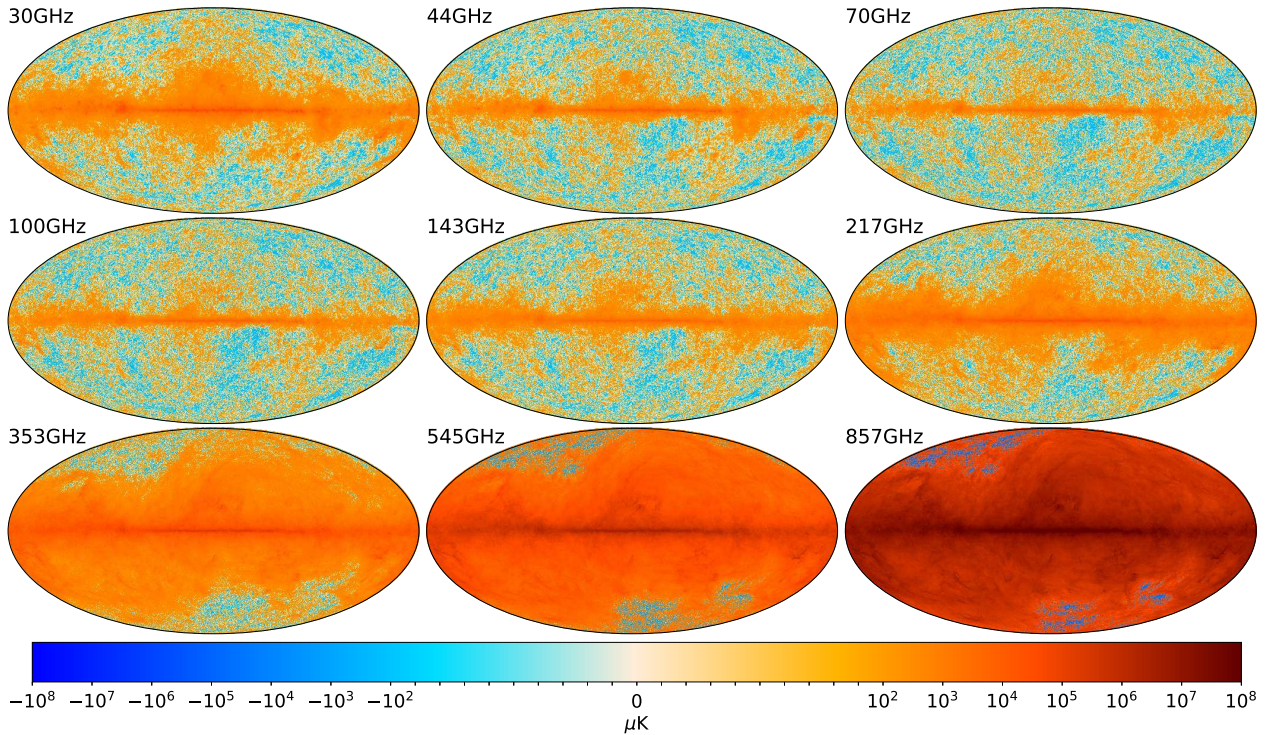 30GHz 44GHz 70GHz
100GHz 143GHz 217GHz
353GHz 545GHz 857GHz
−10⁸ −10⁷ −10⁶ −10⁵ −10⁴ −10³ −10² 0 10² 10³ 10⁴ 10⁵ 10⁶ 10⁷ 10⁸
μK